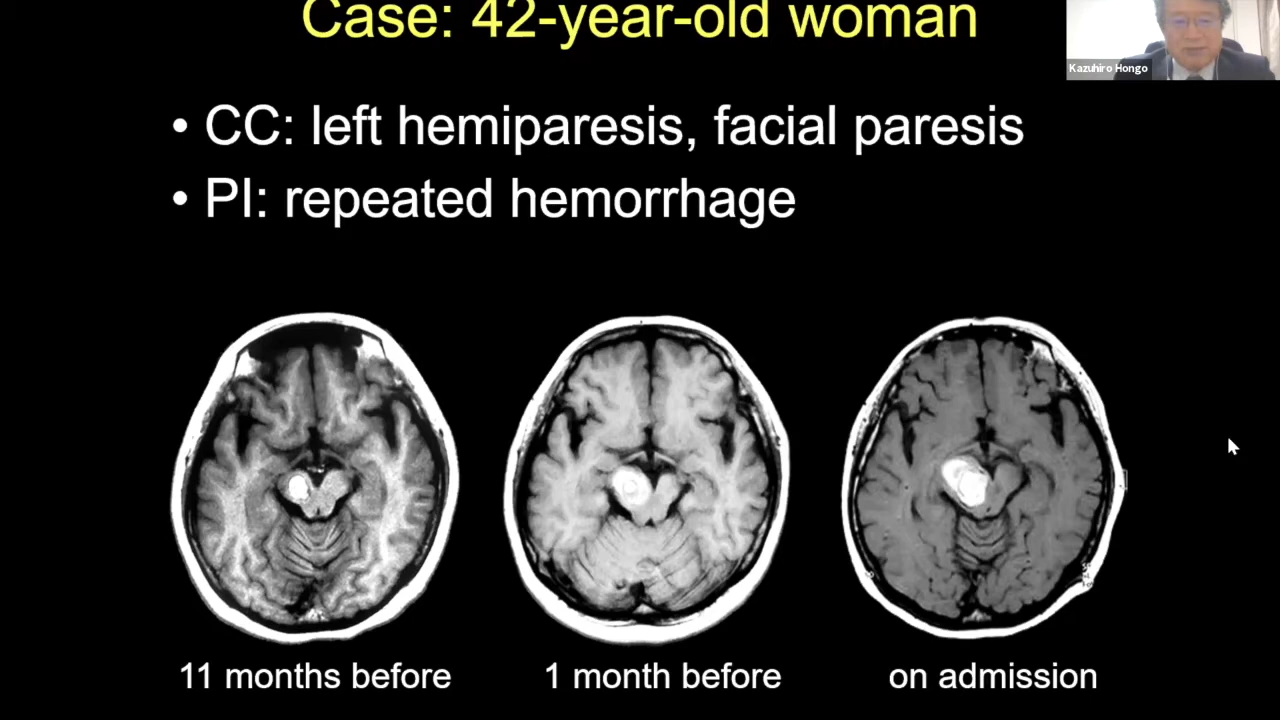 Case: 42-year-old woman
Kazuhiro Hongo
• CC: left hemiparesis, facial paresis
• PI: repeated hemorrhage
11 months before
1 month before
on admission